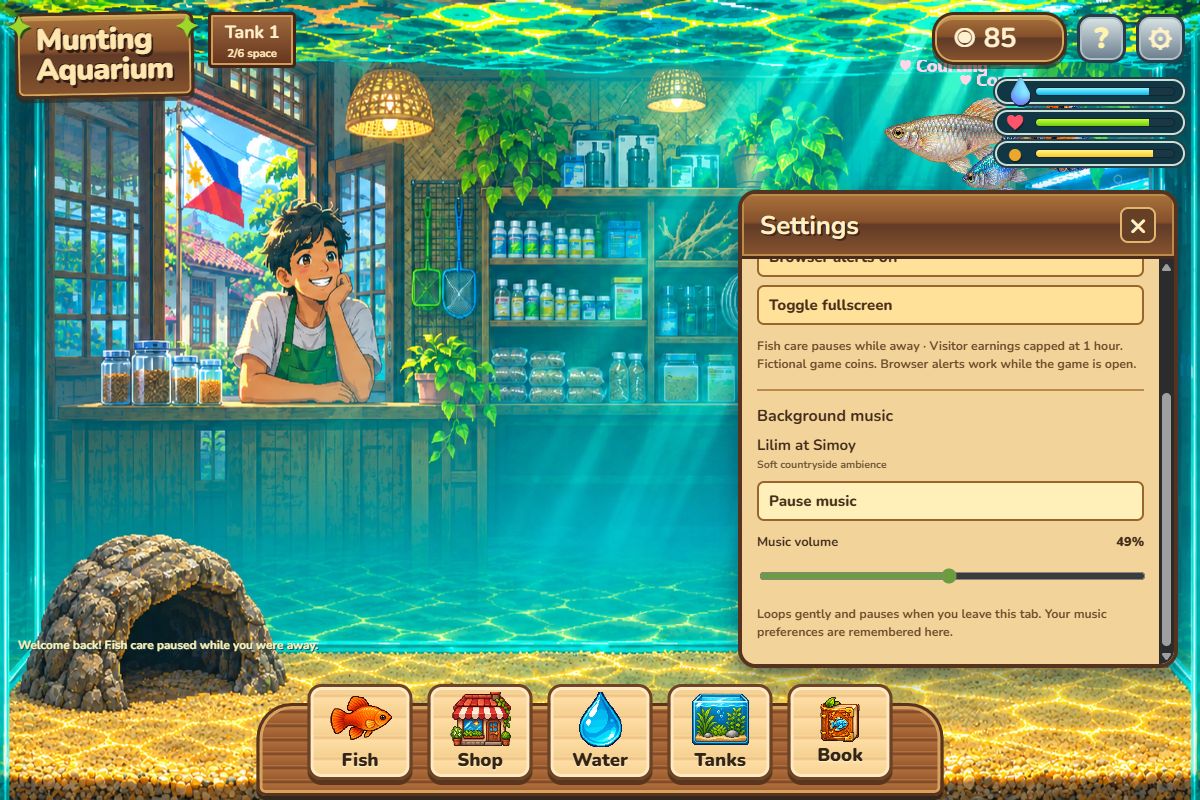 Munting
Aquarium
Tank 1
2/6 space
85
?
Courting
Settings
Browser alerts on
Toggle fullscreen
Fish care pauses while away · Visitor earnings capped at 1 hour.
Fictional game coins. Browser alerts work while the game is open.
Background music
Lilim at Simoy
Soft countryside ambience
Pause music
Music volume 49%
Loops gently and pauses when you leave this tab. Your music
preferences are remembered here.
Welcome back! Fish care paused while you were away.
Fish
Shop
Water
Tanks
Book